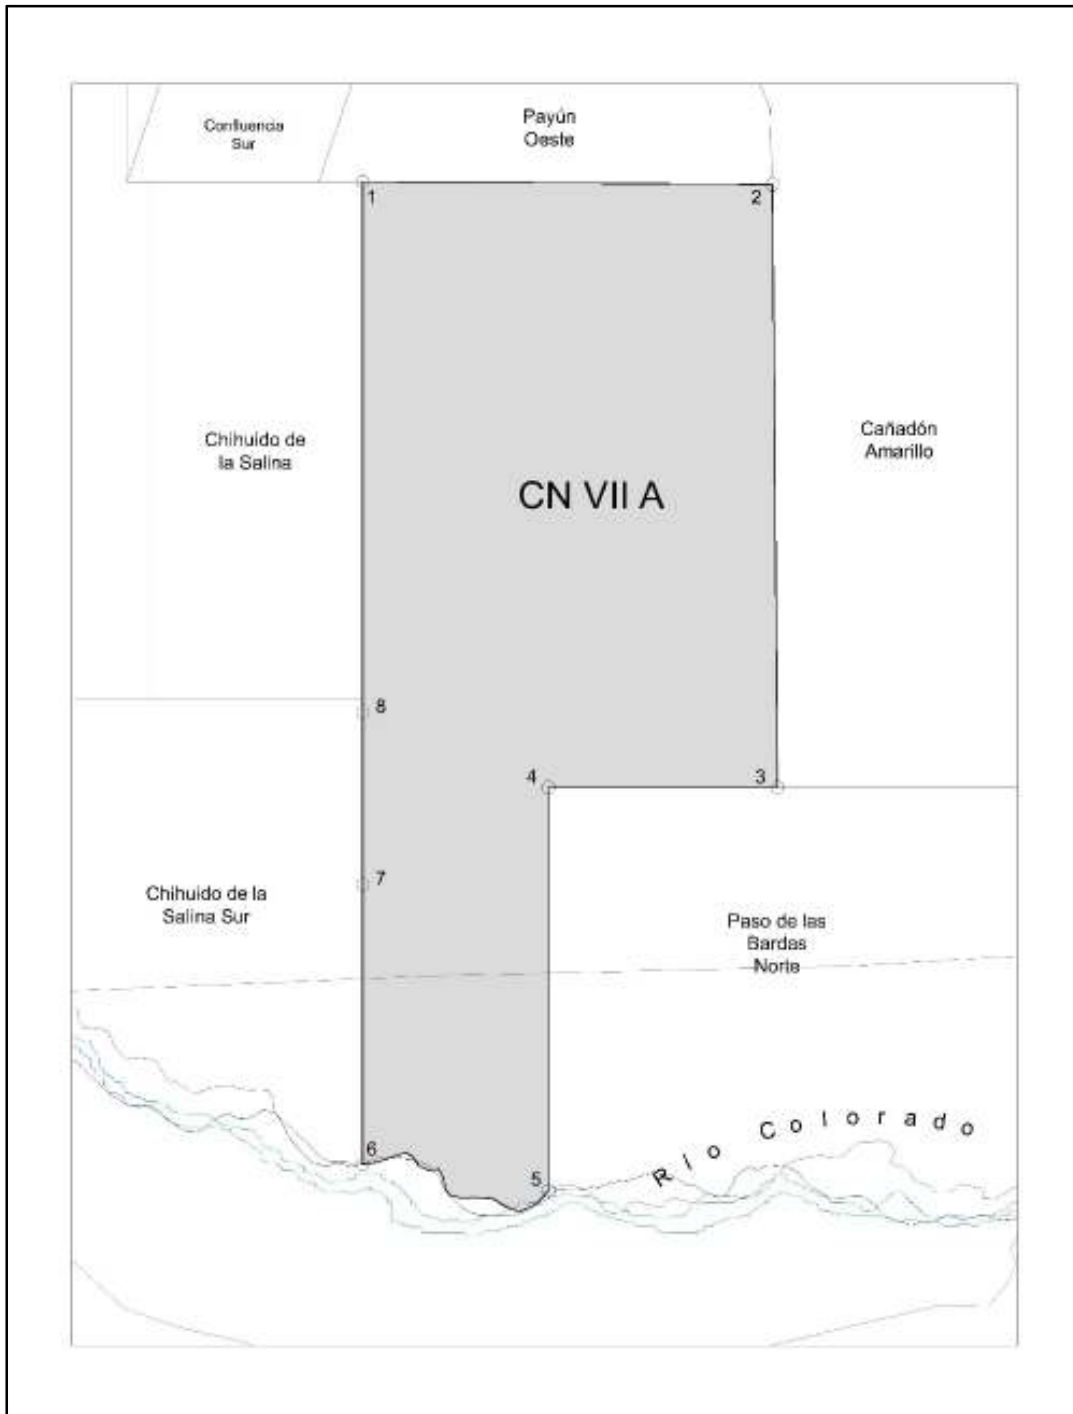 Confluencia
Sur
Payún
Oeste
1
2
Chihuido de
la Salina
Cañadón
Amarillo
CN VII A
8
4
3
7
Chihuido de la
Salina Sur
Paso de las
Bardas
Norte
Río Colorado
6
5